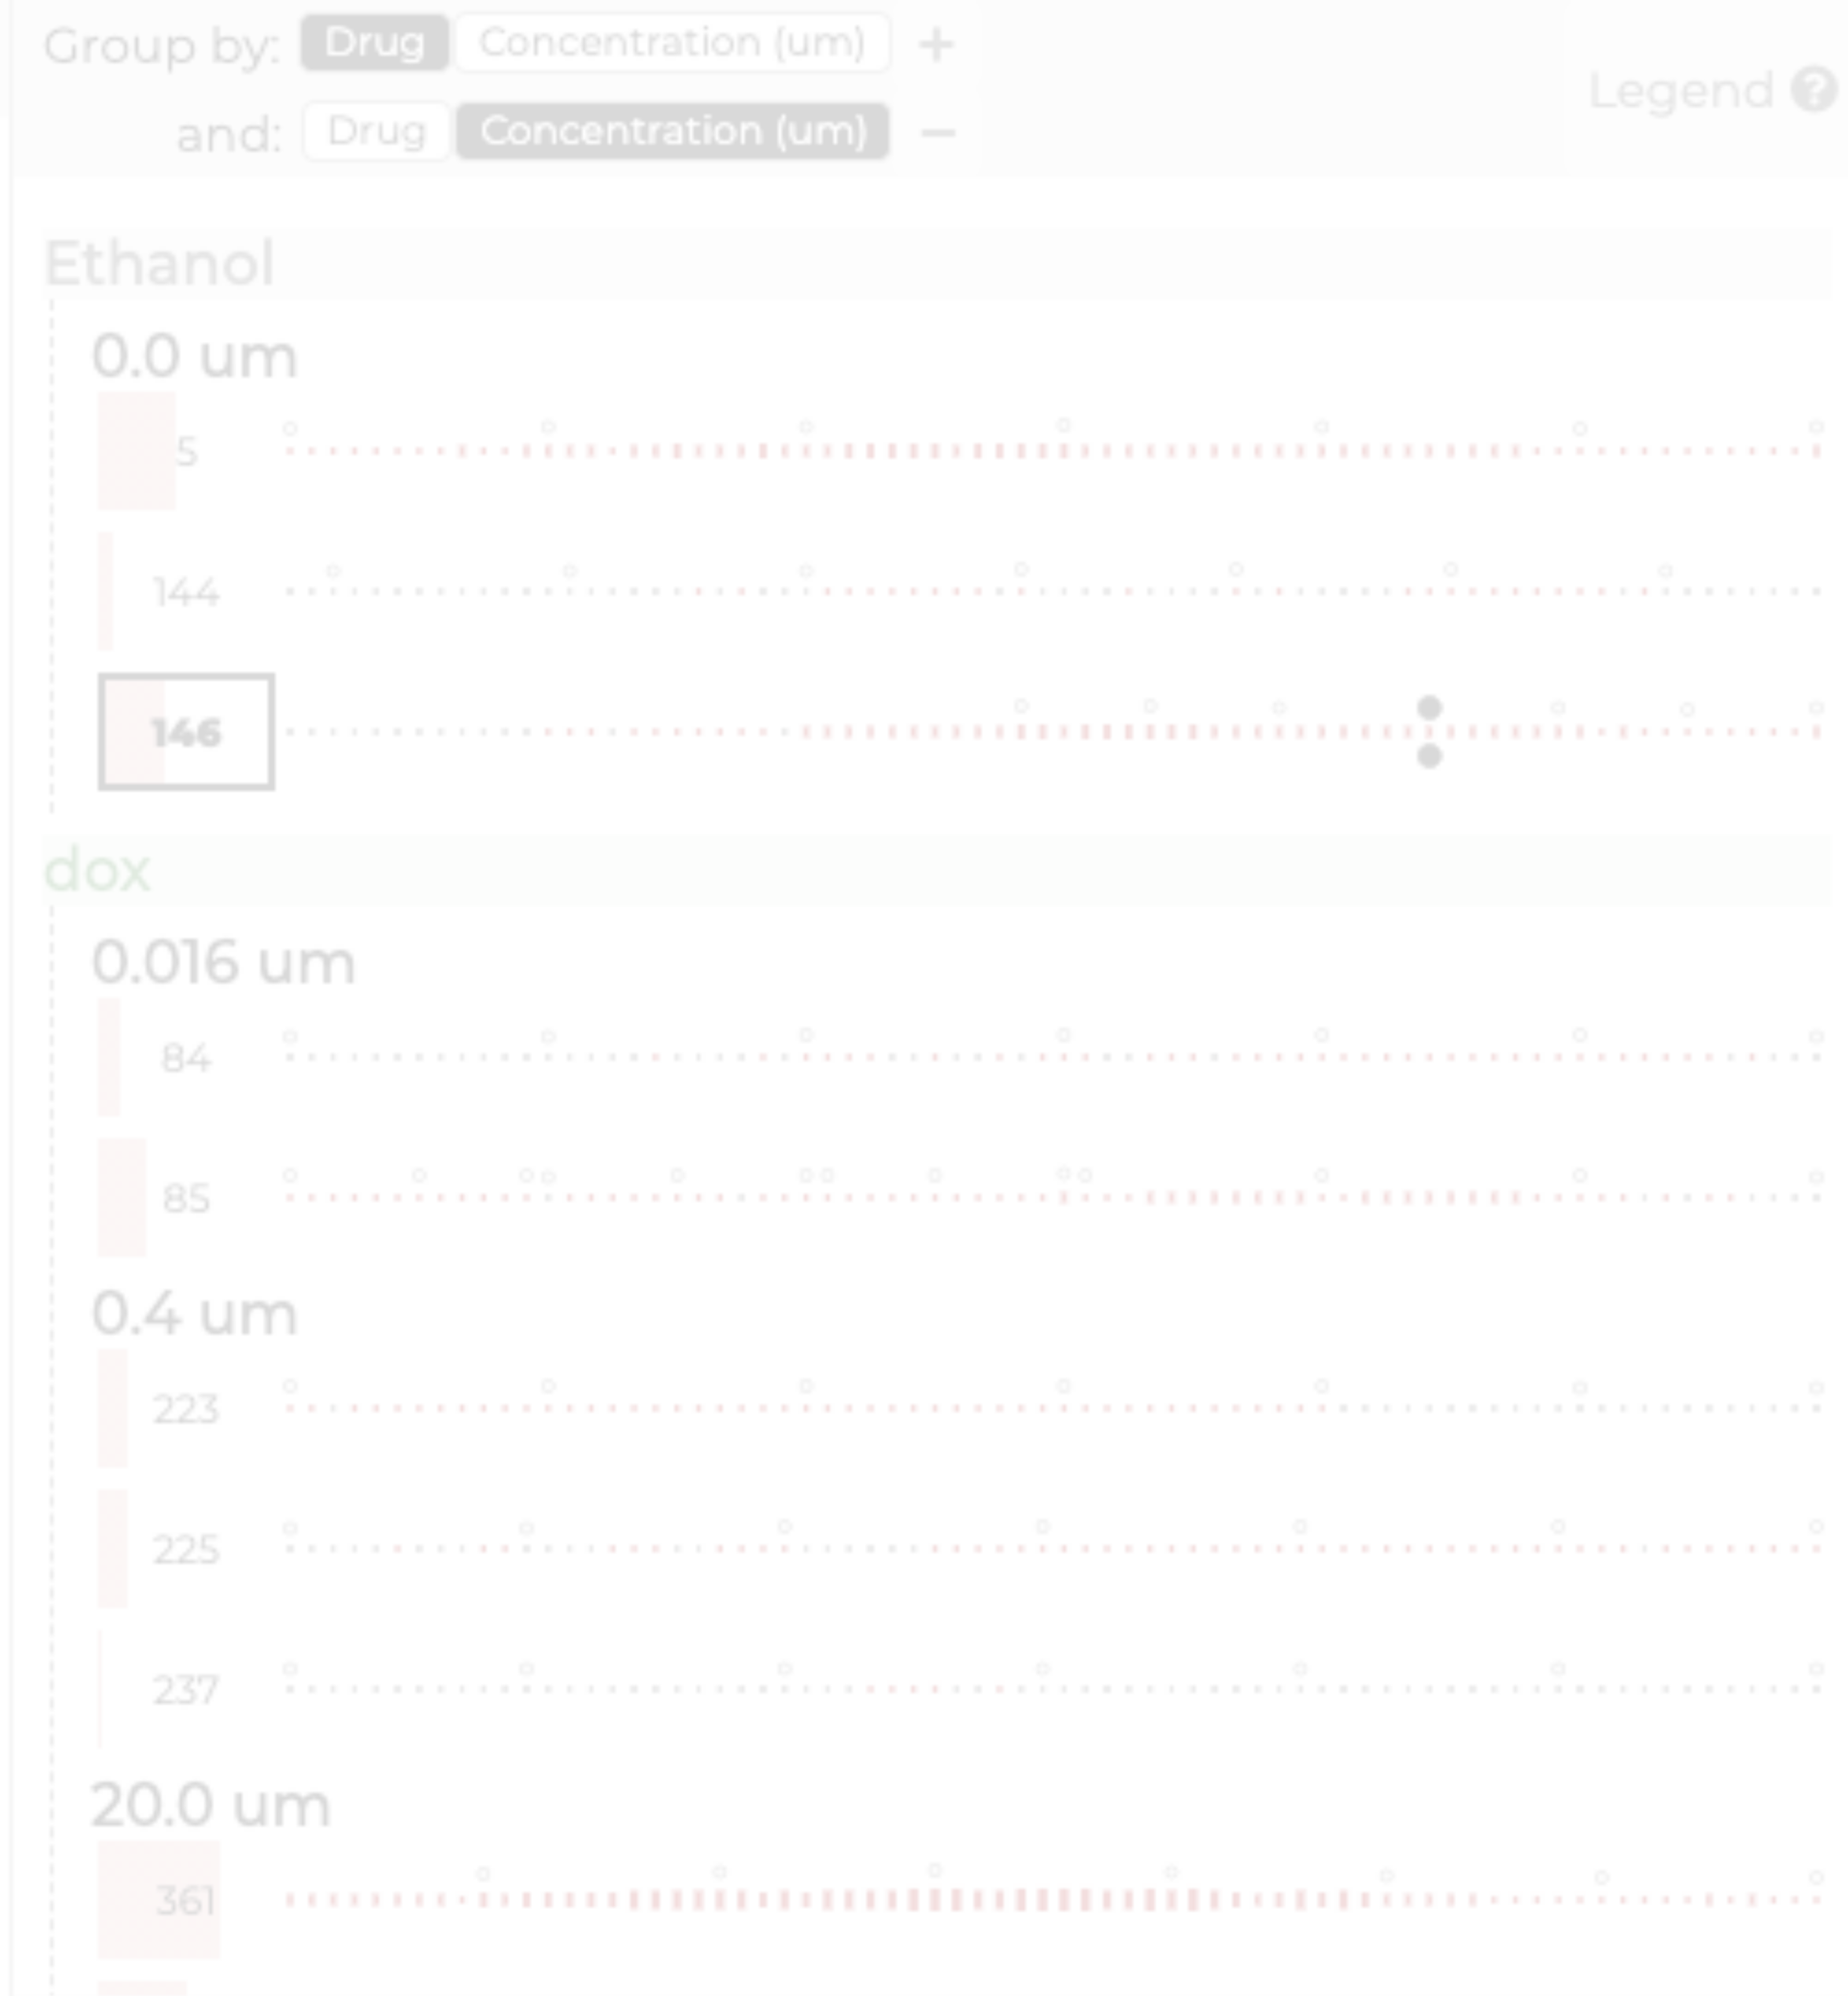 Group by: Drug Concentration (um) +
and: Drug Concentration (um) −
Legend ?
Ethanol
0.0 um
5
144
146
dox
0.016 um
84
85
0.4 um
223
225
237
20.0 um
361